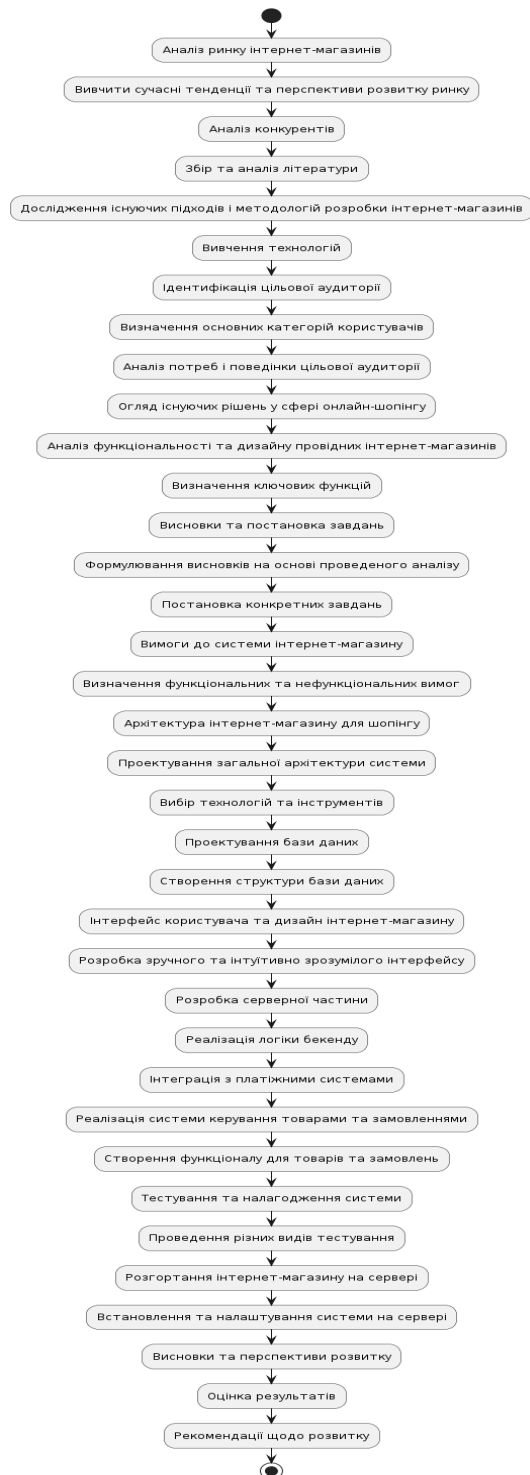 Аналіз ринку інтернет-магазинів
Вивчити сучасні тенденції та перспективи розвитку ринку
Аналіз конкурентів
Збір та аналіз літератури
Дослідження існуючих підходів і методологій розробки інтернет-магазинів
Вивчення технологій
Ідентифікація цільової аудиторії
Визначення основних категорій користувачів
Аналіз потреб і поведінки цільової аудиторії
Огляд існуючих рішень у сфері онлайн-шопінгу
Аналіз функціональності та дизайну провідних інтернет-магазинів
Визначення ключових функцій
Висновки та постановка завдань
Формулювання висновків на основі проведеного аналізу
Постановка конкретних завдань
Вимоги до системи інтернет-магазину
Визначення функціональних та нефункціональних вимог
Архітектура інтернет-магазину для шопінгу
Проектування загальної архітектури системи
Вибір технологій та інструментів
Проектування бази даних
Створення структури бази даних
Інтерфейс користувача та дизайн інтернет-магазину
Розробка зручного та інтуїтивно зрозумілого інтерфейсу
Розробка серверної частини
Реалізація логіки бекенду
Інтеграція з платіжними системами
Реалізація системи керування товарами та замовленнями
Створення функціоналу для товарів та замовлень
Тестування та налагодження системи
Проведення різних видів тестування
Розгортання інтернет-магазину на сервері
Встановлення та налаштування системи на сервері
Висновки та перспективи розвитку
Оцінка результатів
Рекомендації щодо розвитку